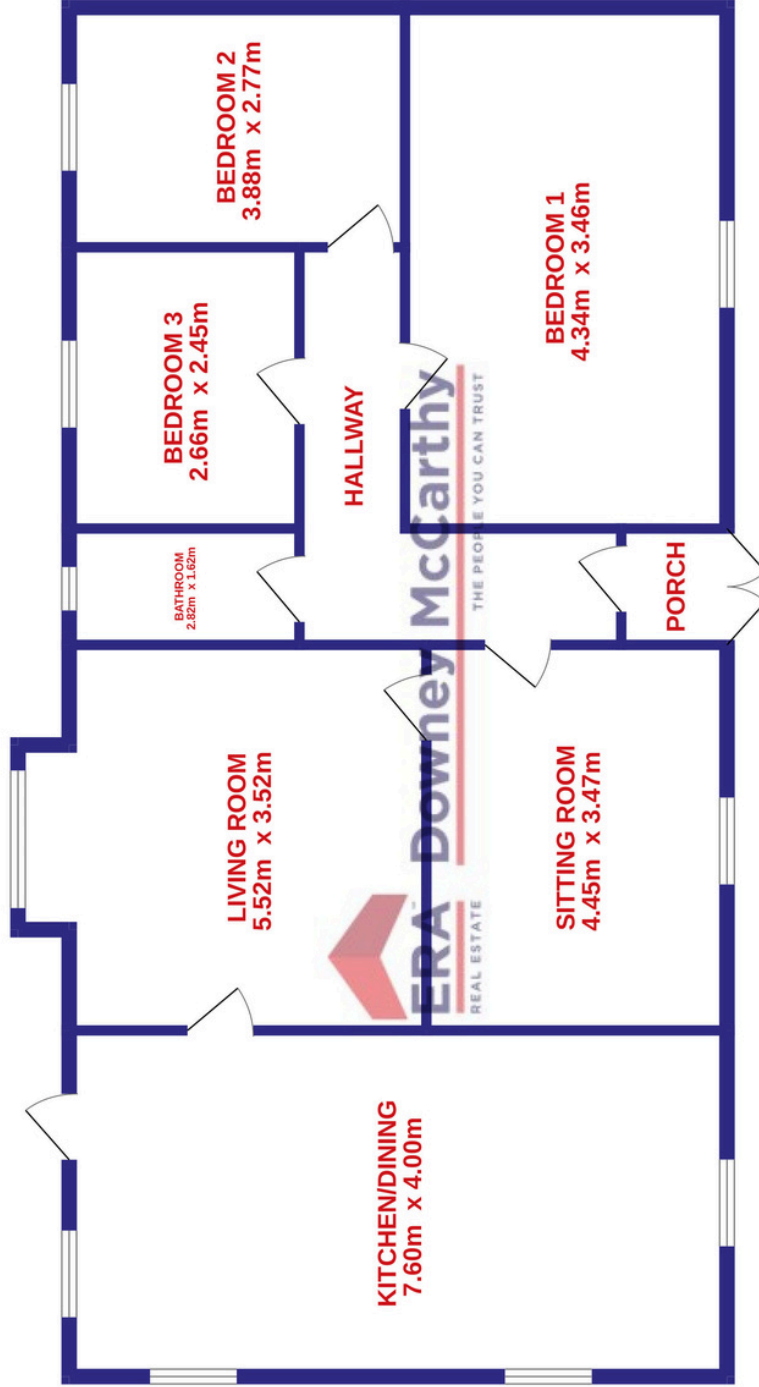 KITCHEN/DINING
7.60m x 4.00m
LIVING ROOM
5.52m x 3.52m
SITTING ROOM
4.45m x 3.47m
BATHROOM
2.82m x 1.62m
HALLWAY
PORCH
BEDROOM 3
2.66m x 2.45m
BEDROOM 2
3.88m x 2.77m
BEDROOM 1
4.34m x 3.46m
ERA Downey McCarthy
REAL ESTATE
THE PEOPLE YOU CAN TRUST